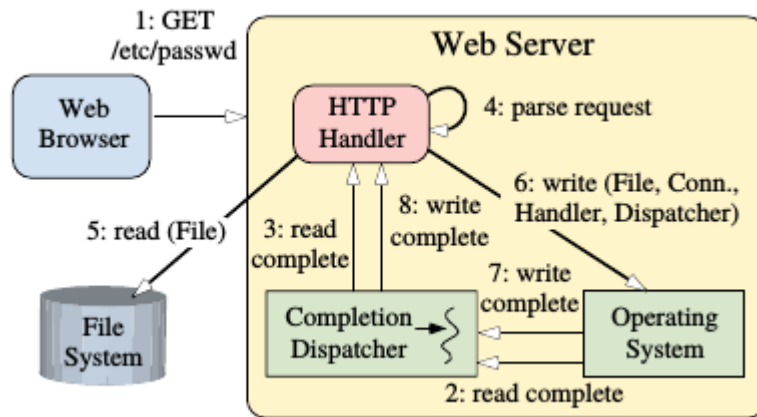 1: GET
/etc/passwd
Web Server
Web
Browser
HTTP
Handler
4: parse request
5: read (File)
3: read
complete
8: write
complete
6: write (File, Conn.,
Handler, Dispatcher)
7: write
complete
File
System
Completion
Dispatcher
Operating
System
2: read complete